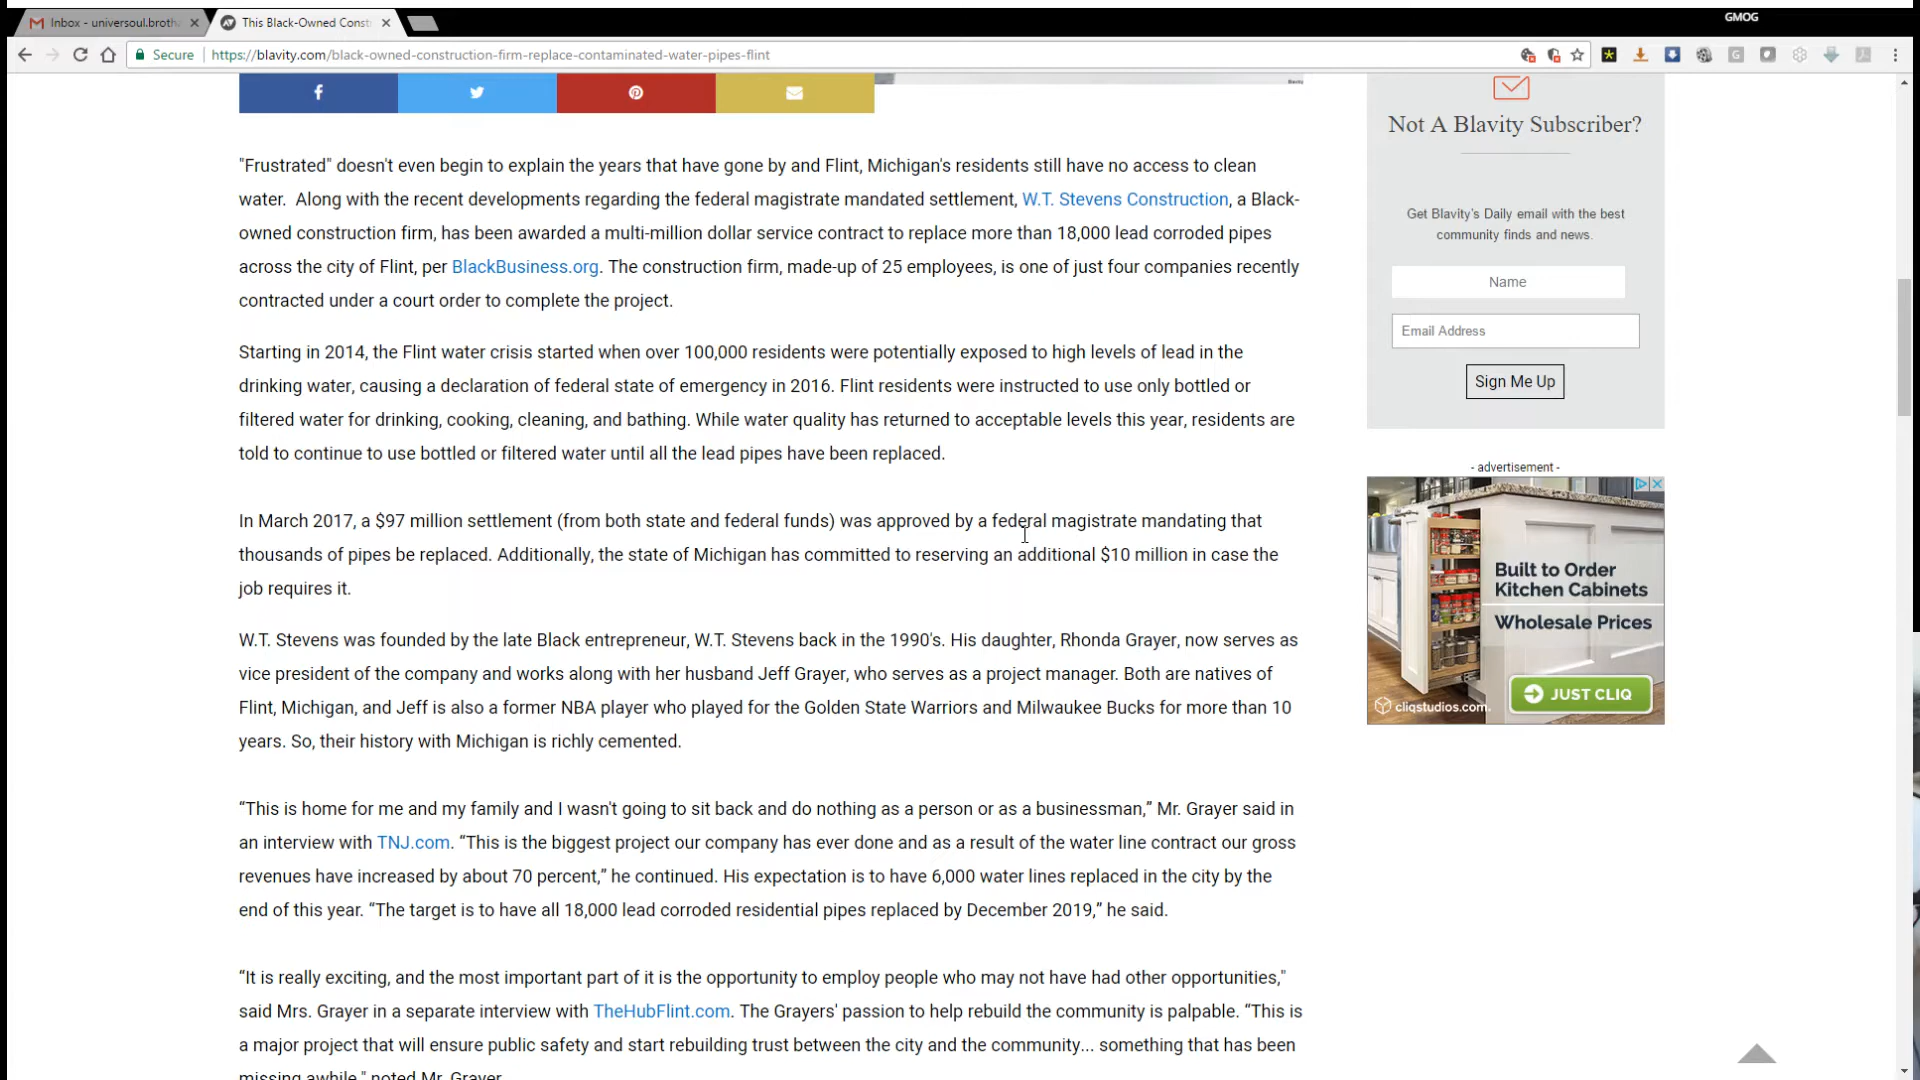 GMOG
Inbox - universoul.broth
This Black-Owned Const
Secure
https://blavity.com/black-owned-construction-firm-replace-contaminated-water-pipes-flint
"Frustrated" doesn't even begin to explain the years that have gone by and Flint, Michigan's residents still have no access to clean
water.  Along with the recent developments regarding the federal magistrate mandated settlement, W.T. Stevens Construction, a Black-
owned construction firm, has been awarded a multi-million dollar service contract to replace more than 18,000 lead corroded pipes
across the city of Flint, per BlackBusiness.org. The construction firm, made-up of 25 employees, is one of just four companies recently
contracted under a court order to complete the project.
Starting in 2014, the Flint water crisis started when over 100,000 residents were potentially exposed to high levels of lead in the
drinking water, causing a declaration of federal state of emergency in 2016. Flint residents were instructed to use only bottled or
filtered water for drinking, cooking, cleaning, and bathing. While water quality has returned to acceptable levels this year, residents are
told to continue to use bottled or filtered water until all the lead pipes have been replaced.
In March 2017, a $97 million settlement (from both state and federal funds) was approved by a federal magistrate mandating that
thousands of pipes be replaced. Additionally, the state of Michigan has committed to reserving an additional $10 million in case the
job requires it.
W.T. Stevens was founded by the late Black entrepreneur, W.T. Stevens back in the 1990's. His daughter, Rhonda Grayer, now serves as
vice president of the company and works along with her husband Jeff Grayer, who serves as a project manager. Both are natives of
Flint, Michigan, and Jeff is also a former NBA player who played for the Golden State Warriors and Milwaukee Bucks for more than 10
years. So, their history with Michigan is richly cemented.
“This is home for me and my family and I wasn't going to sit back and do nothing as a person or as a businessman,” Mr. Grayer said in
an interview with TNJ.com. “This is the biggest project our company has ever done and as a result of the water line contract our gross
revenues have increased by about 70 percent,” he continued. His expectation is to have 6,000 water lines replaced in the city by the
end of this year. “The target is to have all 18,000 lead corroded residential pipes replaced by December 2019,” he said.
“It is really exciting, and the most important part of it is the opportunity to employ people who may not have had other opportunities,"
said Mrs. Grayer in a separate interview with TheHubFlint.com. The Grayers' passion to help rebuild the community is palpable. “This is
a major project that will ensure public safety and start rebuilding trust between the city and the community... something that has been
missing awhile," noted Mr. Grayer.
Not A Blavity Subscriber?
Get Blavity's Daily email with the best
community finds and news.
Name
Email Address
Sign Me Up
- advertisement -
Built to Order
Kitchen Cabinets
Wholesale Prices
JUST CLIQ
cliqstudios.com.